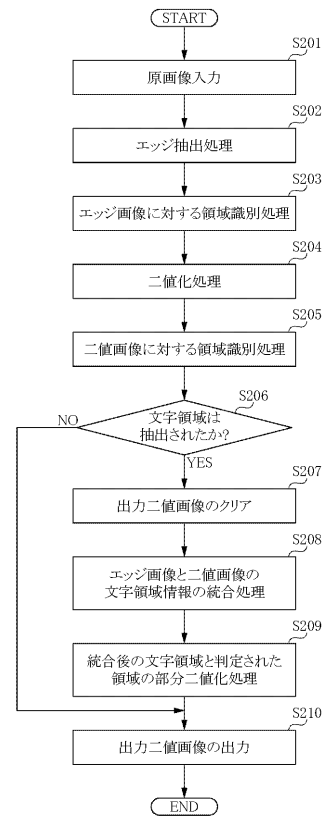 START
S201
原画像入力
S202
エッジ抽出処理
S203
エッジ画像に対する領域識別処理
S204
二値化処理
S205
二値画像に対する領域識別処理
S206
文字領域は
抽出されたか?
NO
YES
S207
出力二値画像のクリア
S208
エッジ画像と二値画像の
文字領域情報の統合処理
S209
統合後の文字領域と判定された
領域の部分二値化処理
S210
出力二値画像の出力
END